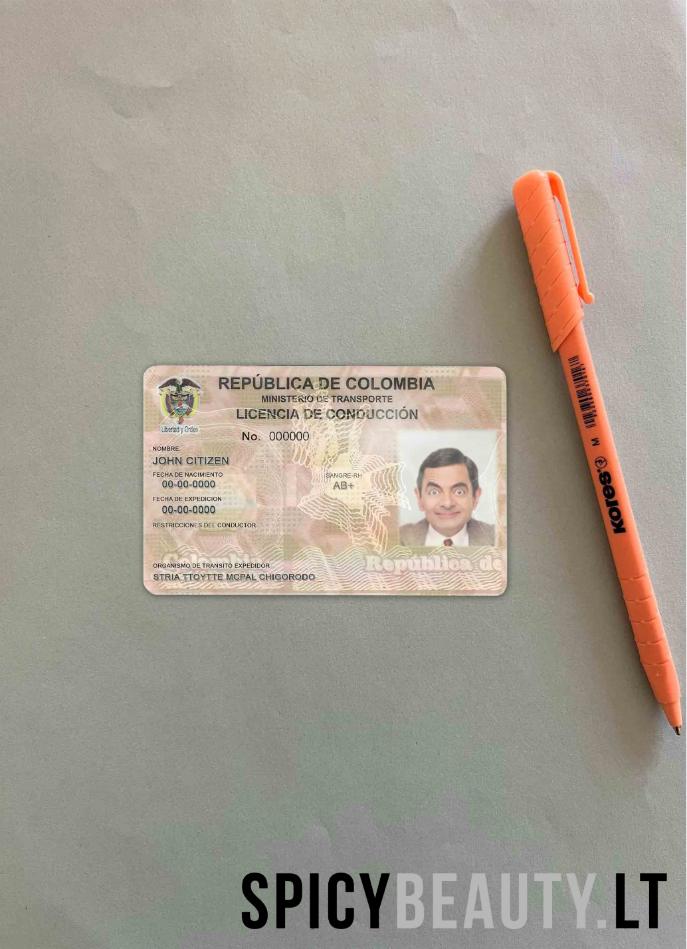 REPÚBLICA DE COLOMBIA
MINISTERIO DE TRANSPORTE
LICENCIA DE CONDUCCIÓN
Libertad y Orden
No. 000000
NOMBRE
JOHN CITIZEN
FECHA DE NACIMIENTO
00-00-0000
SANGRE-RH
AB+
FECHA DE EXPEDICION
00-00-0000
RESTRICCIONES DEL CONDUCTOR
Colombia República de
ORGANISMO DE TRANSITO EXPEDIDOR
STRIA TTOYTTE MCPAL CHIGORODO
kores M
SPICYBEAUTY.LT